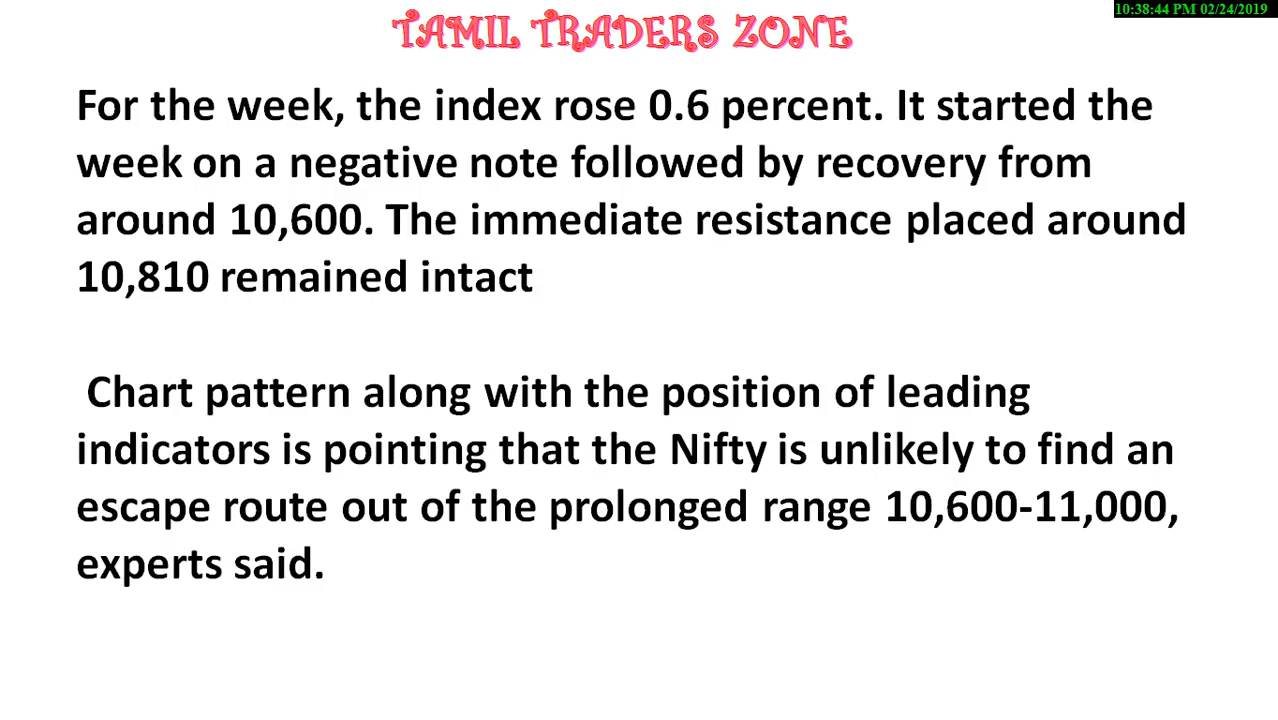 10:38:44 PM 02/24/2019
TAMIL TRADERS ZONE
For the week, the index rose 0.6 percent. It started the
week on a negative note followed by recovery from
around 10,600. The immediate resistance placed around
10,810 remained intact
Chart pattern along with the position of leading
indicators is pointing that the Nifty is unlikely to find an
escape route out of the prolonged range 10,600-11,000,
experts said.